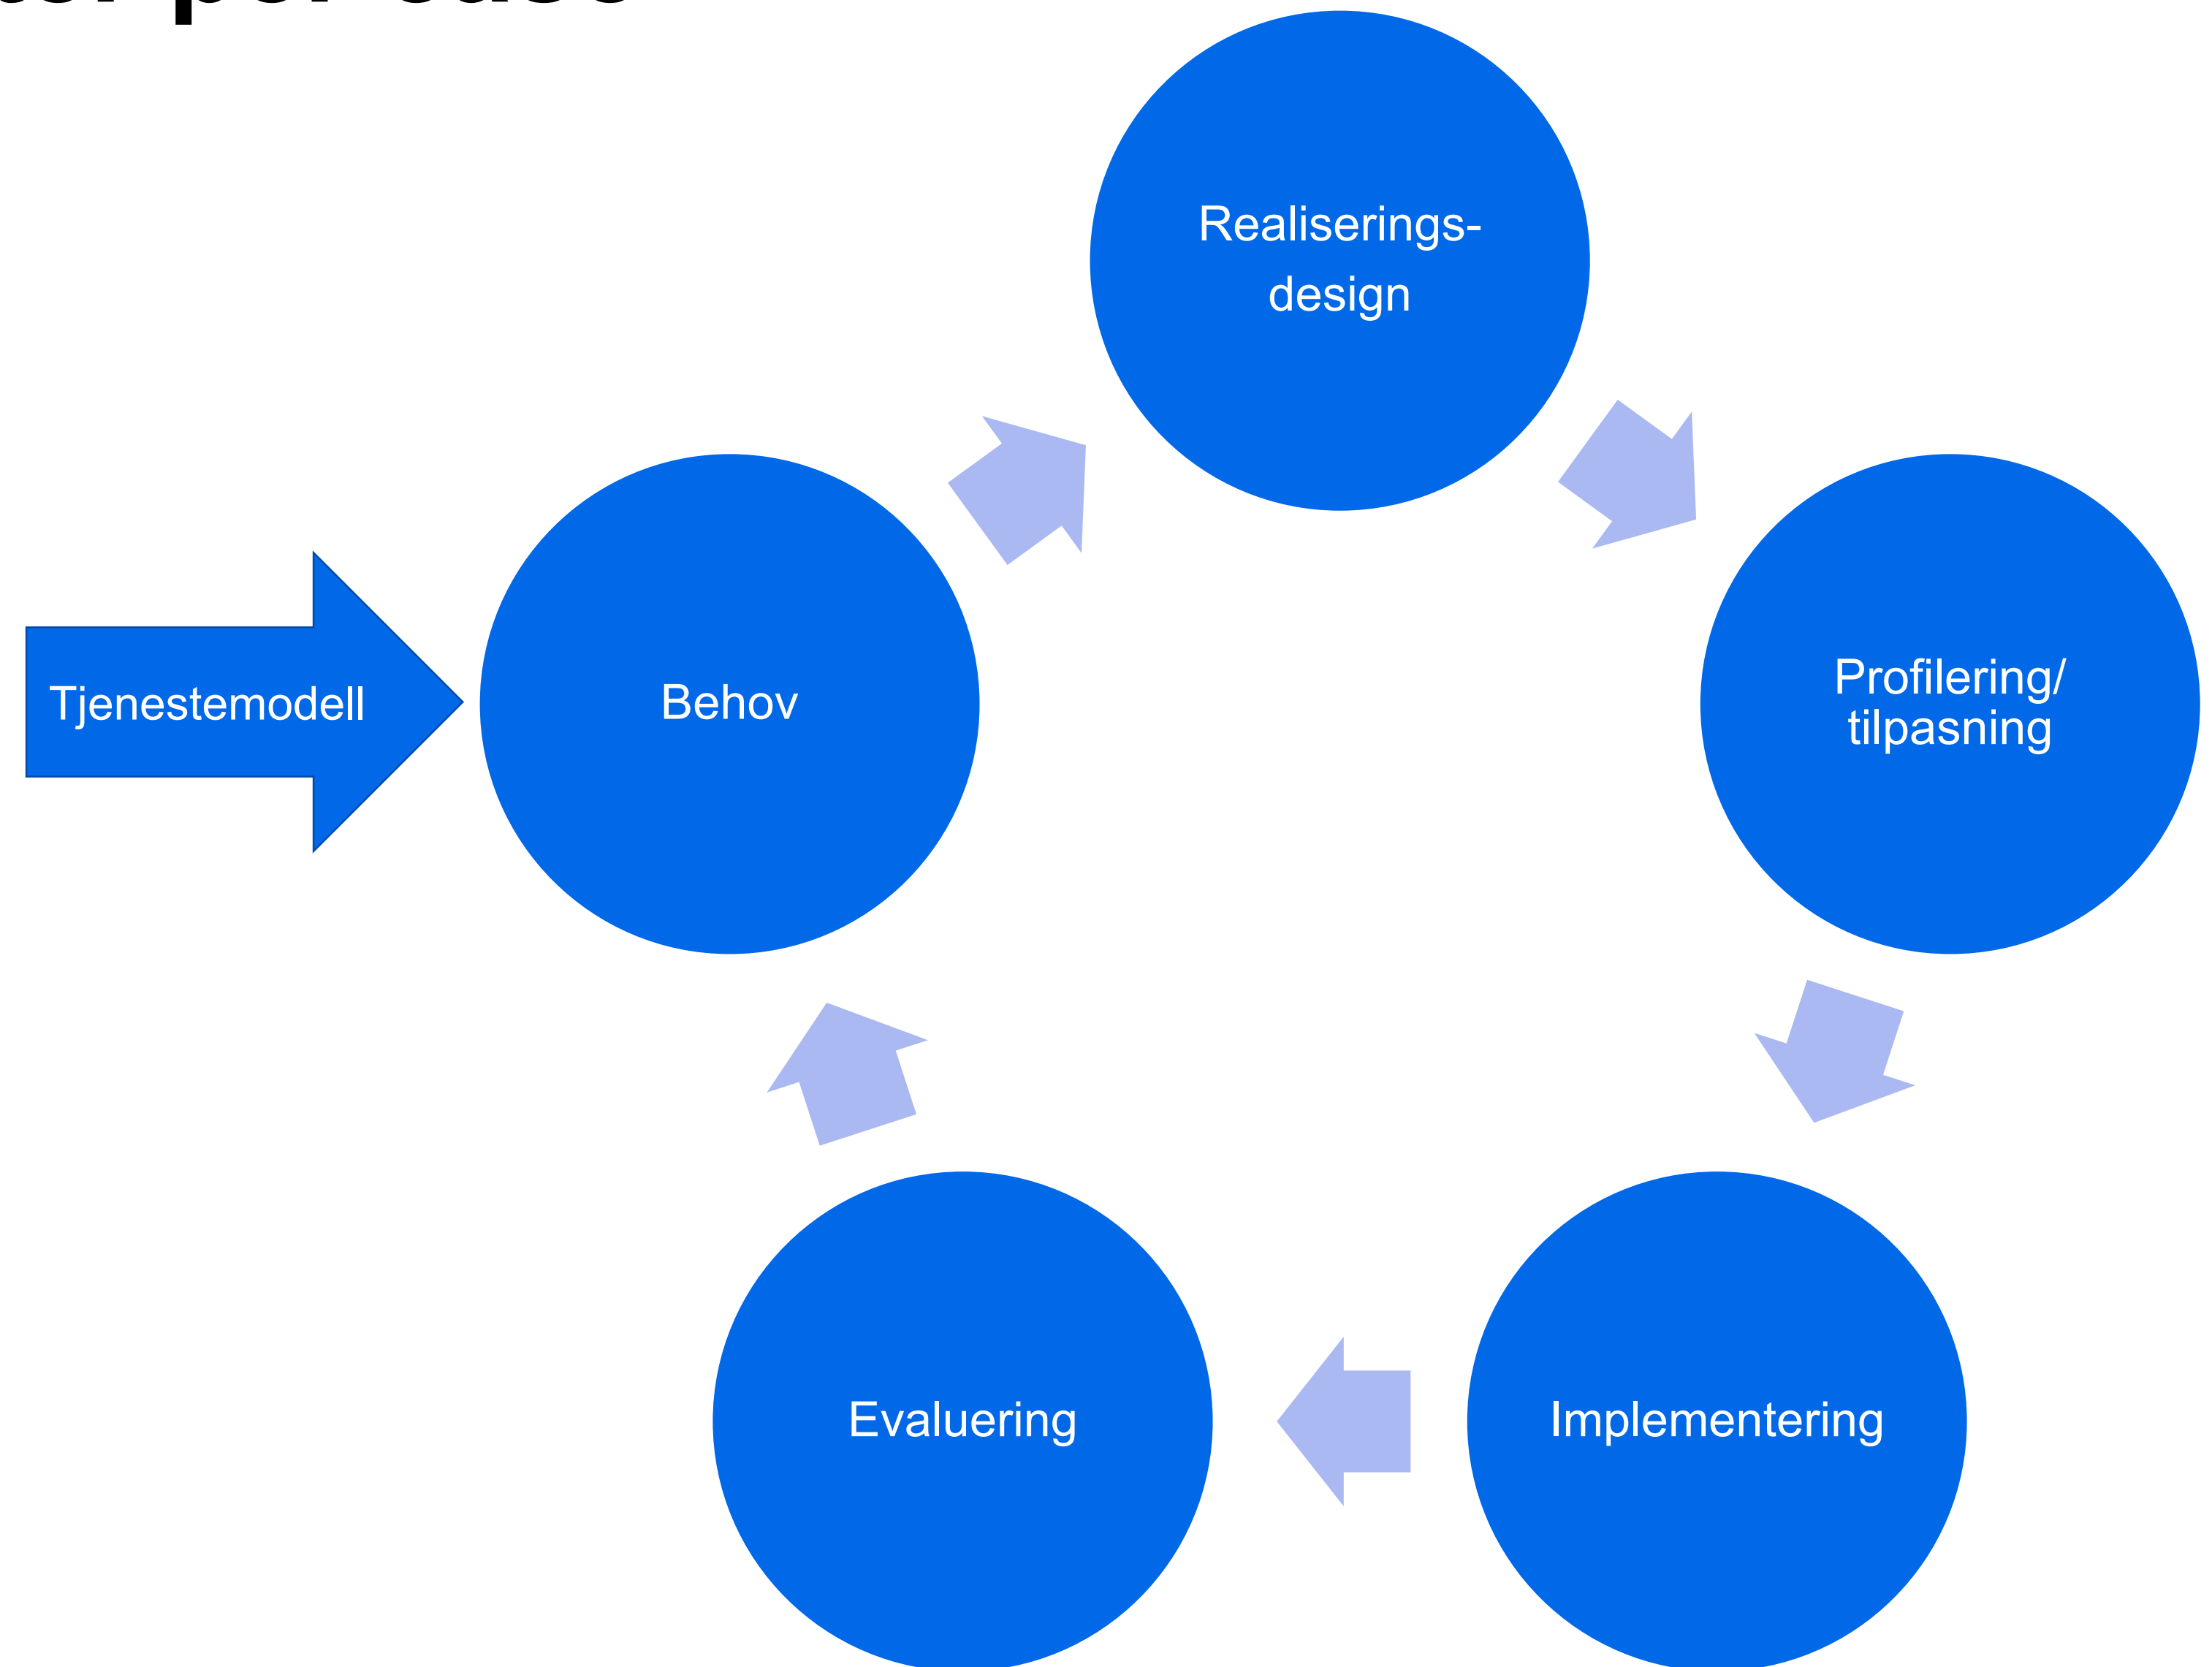 Realiserings-
design
Tjenestemodell
Behov
Profilering/
tilpasning
Evaluering
Implementering